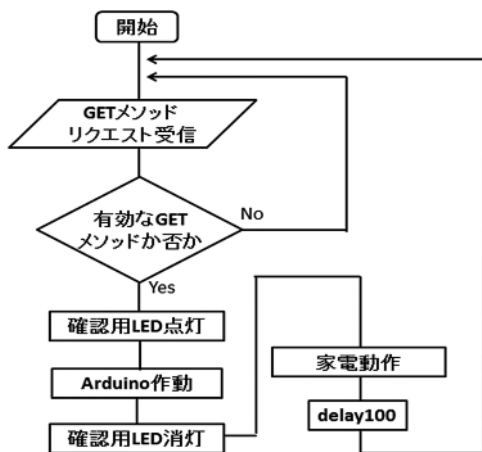 開始
GETメソッド
リクエスト受信
有効なGET
メソッドか否か
No
Yes
確認用LED点灯
Arduino作動
確認用LED消灯
家電動作
delay100